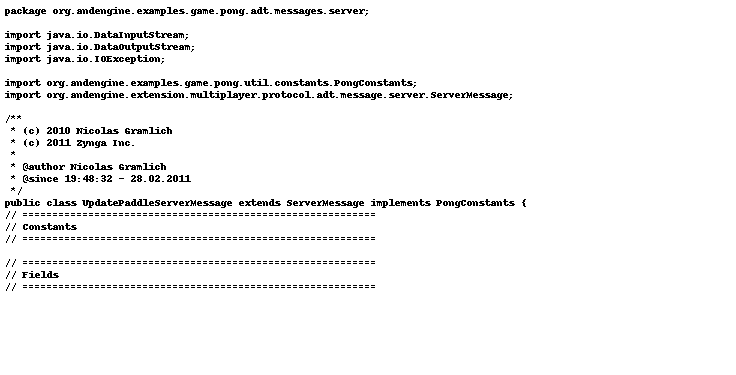 package org.andengine.examples.game.pong.adt.messages.server;

import java.io.DataInputStream;
import java.io.DataOutputStream;
import java.io.IOException;

import org.andengine.examples.game.pong.util.constants.PongConstants;
import org.andengine.extension.multiplayer.protocol.adt.message.server.ServerMessage;

/**
 * (c) 2010 Nicolas Gramlich
 * (c) 2011 Zynga Inc.
 *
 * @author Nicolas Gramlich
 * @since 19:48:32 - 28.02.2011
 */
public class UpdatePaddleServerMessage extends ServerMessage implements PongConstants {
// ===========================================================
// Constants
// ===========================================================

// ===========================================================
// Fields
// ===========================================================